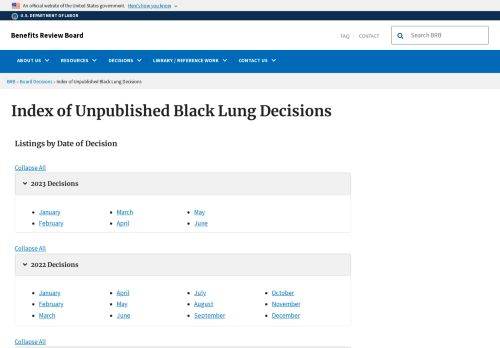 An official website of the United States government. Here's how you know
U.S. DEPARTMENT OF LABOR
Benefits Review Board
FAQ CONTACT
Search BRB
ABOUT US RESOURCES DECISIONS LIBRARY / REFERENCE WORK CONTACT US
BRB › Board Decisions › Index of Unpublished Black Lung Decisions
Index of Unpublished Black Lung Decisions
Listings by Date of Decision
Collapse All
2023 Decisions
• January • March • May
• February • April • June
Collapse All
2022 Decisions
• January • April • July • October
• February • May • August • November
• March • June • September • December
Collapse All